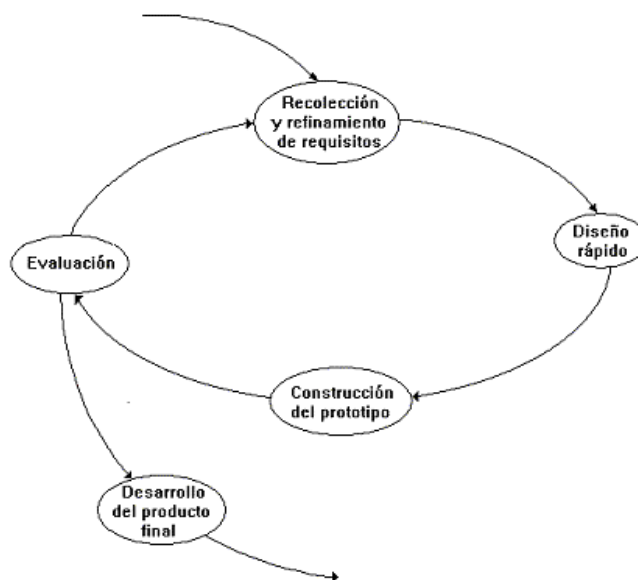 Recolección
y refinamiento
de requisitos
Diseño
rápido
Evaluación
Construcción
del prototipo
Desarrollo
del producto
final